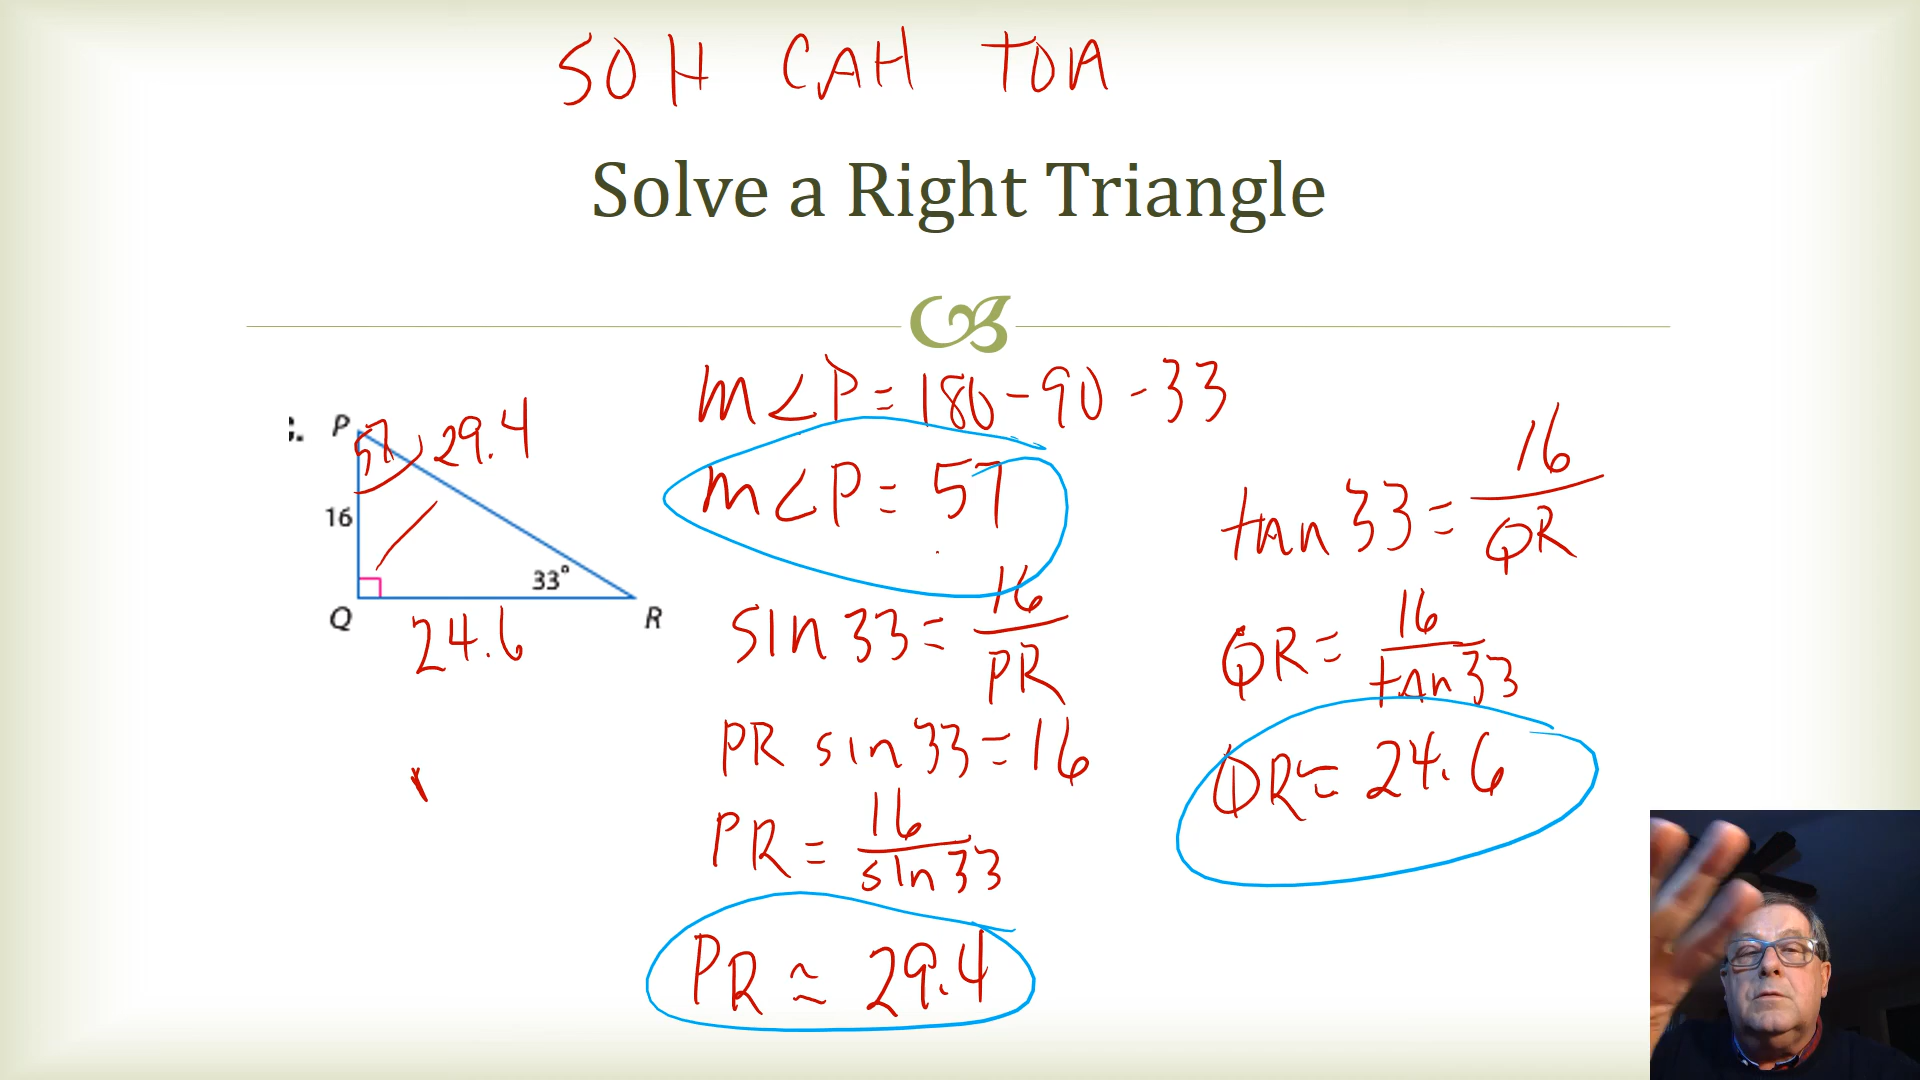 SOH CAH TOA
Solve a Right Triangle
P
57
29.4
16
33°
Q
R
24.6
m∠P = 180 - 90 - 33
m∠P = 57
sin 33 = 16/PR
PR sin 33 = 16
PR = 16/sin 33
PR ≈ 29.4
tan 33 = 16/QR
QR = 16/tan 33
QR ≈ 24.6